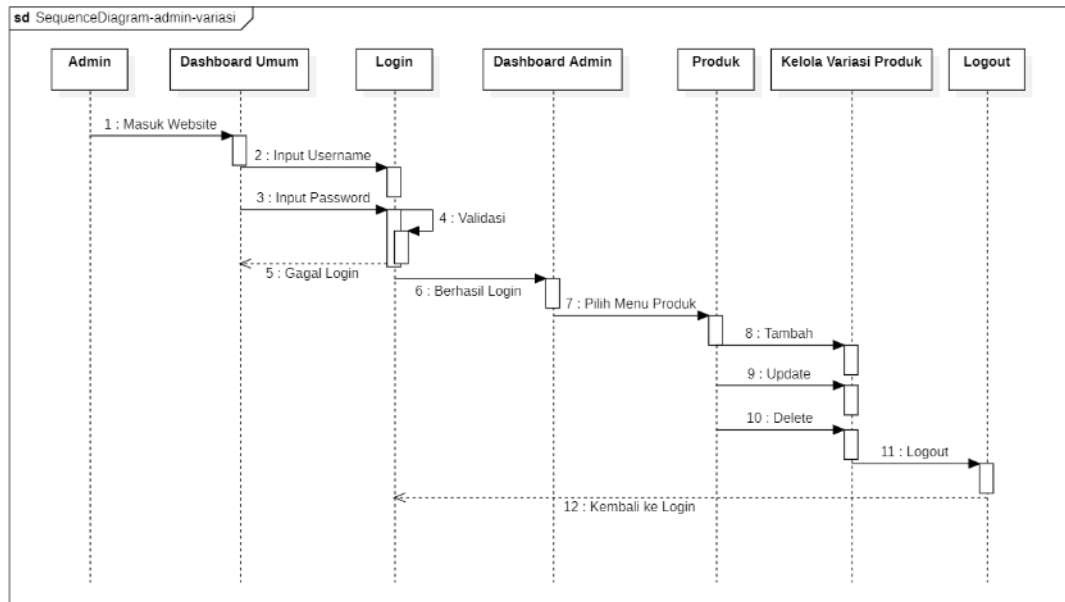 sd SequenceDiagram-admin-variasi
Admin
Dashboard Umum
Login
Dashboard Admin
Produk
Kelola Variasi Produk
Logout
1 : Masuk Website
2 : Input Username
3 : Input Password
4 : Validasi
5 : Gagal Login
6 : Berhasil Login
7 : Pilih Menu Produk
8 : Tambah
9 : Update
10 : Delete
11 : Logout
12 : Kembali ke Login